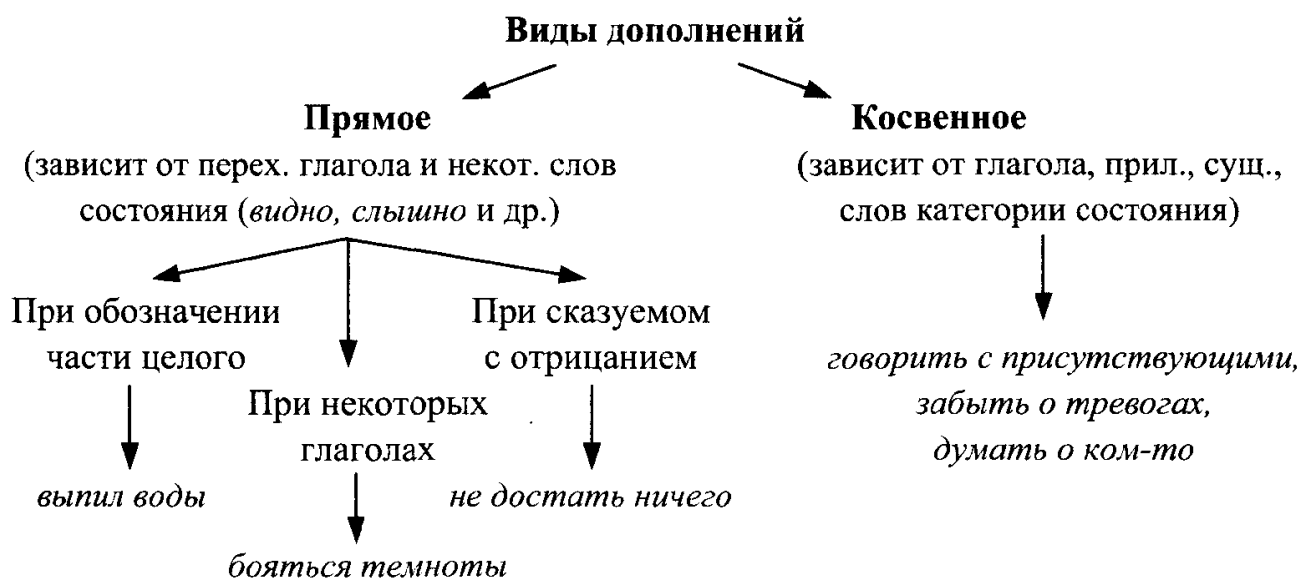 Виды дополнений
Прямое
(зависит от перех. глагола и некот. слов
состояния (видно, слышно и др.)
Косвенное
(зависит от глагола, прил., сущ.,
слов категории состояния)
При обозначении
части целого
выпил воды
При некоторых
глаголах
бояться темноты
При сказуемом
с отрицанием
не достать ничего
говорить с присутствующими,
забыть о тревогах,
думать о ком-то